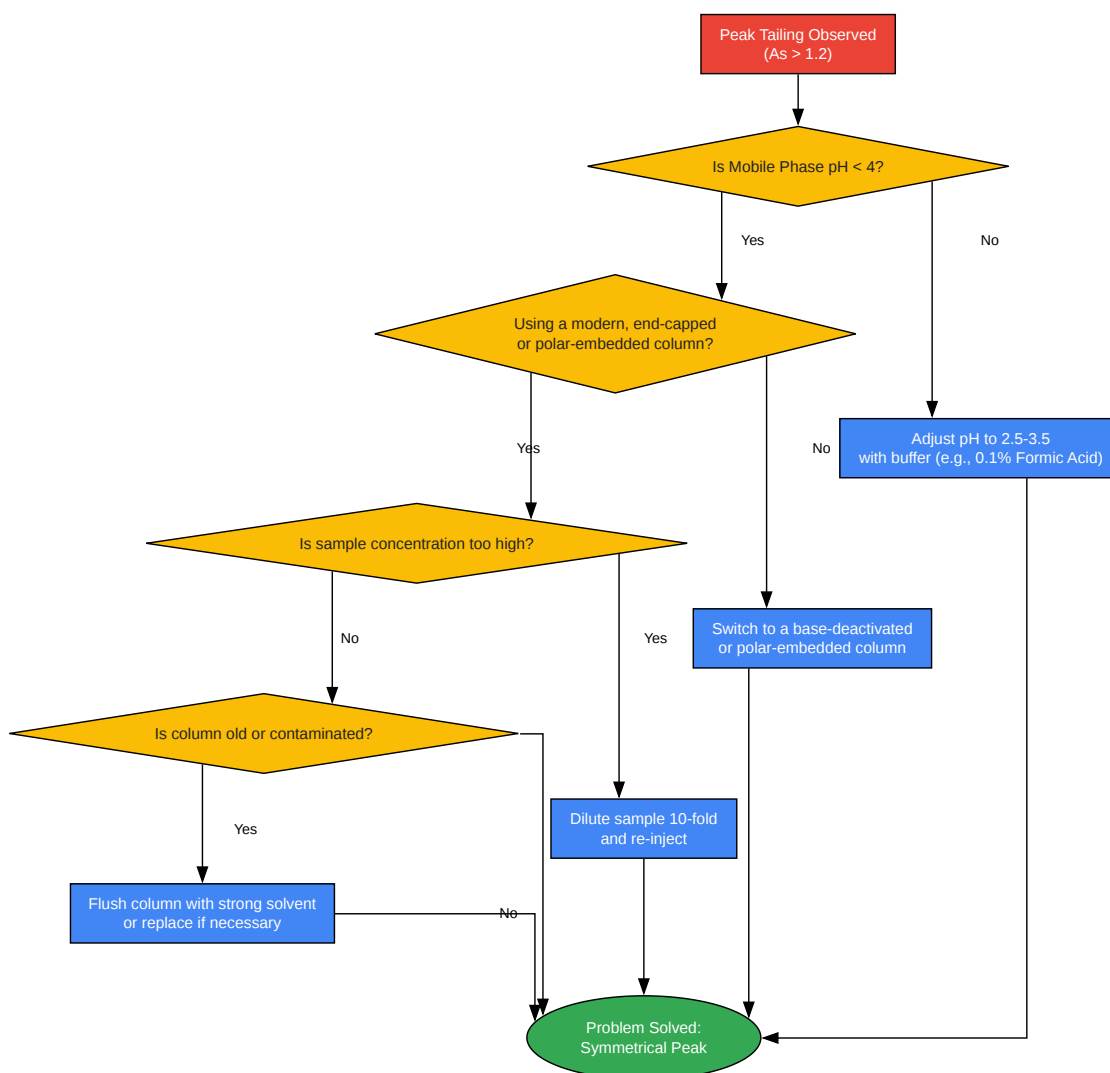 Peak Tailing Observed
(As > 1.2)
Is Mobile Phase pH < 4?
Yes
No
Using a modern, end-capped
or polar-embedded column?
Yes
No
Adjust pH to 2.5-3.5
with buffer (e.g., 0.1% Formic Acid)
Is sample concentration too high?
No
Yes
Switch to a base-deactivated
or polar-embedded column
Is column old or contaminated?
Yes
Dilute sample 10-fold
and re-inject
Flush column with strong solvent
or replace if necessary
No
Problem Solved:
Symmetrical Peak